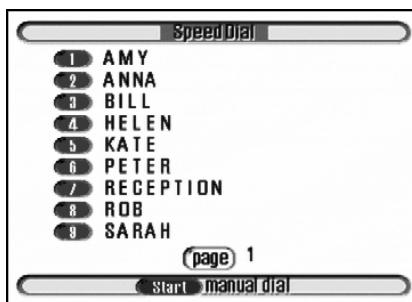 Speed Dial
1 AMY
2 ANNA
3 BILL
4 HELEN
5 KATE
6 PETER
7 RECEPTION
8 ROB
9 SARAH
page 1
Start manual dial